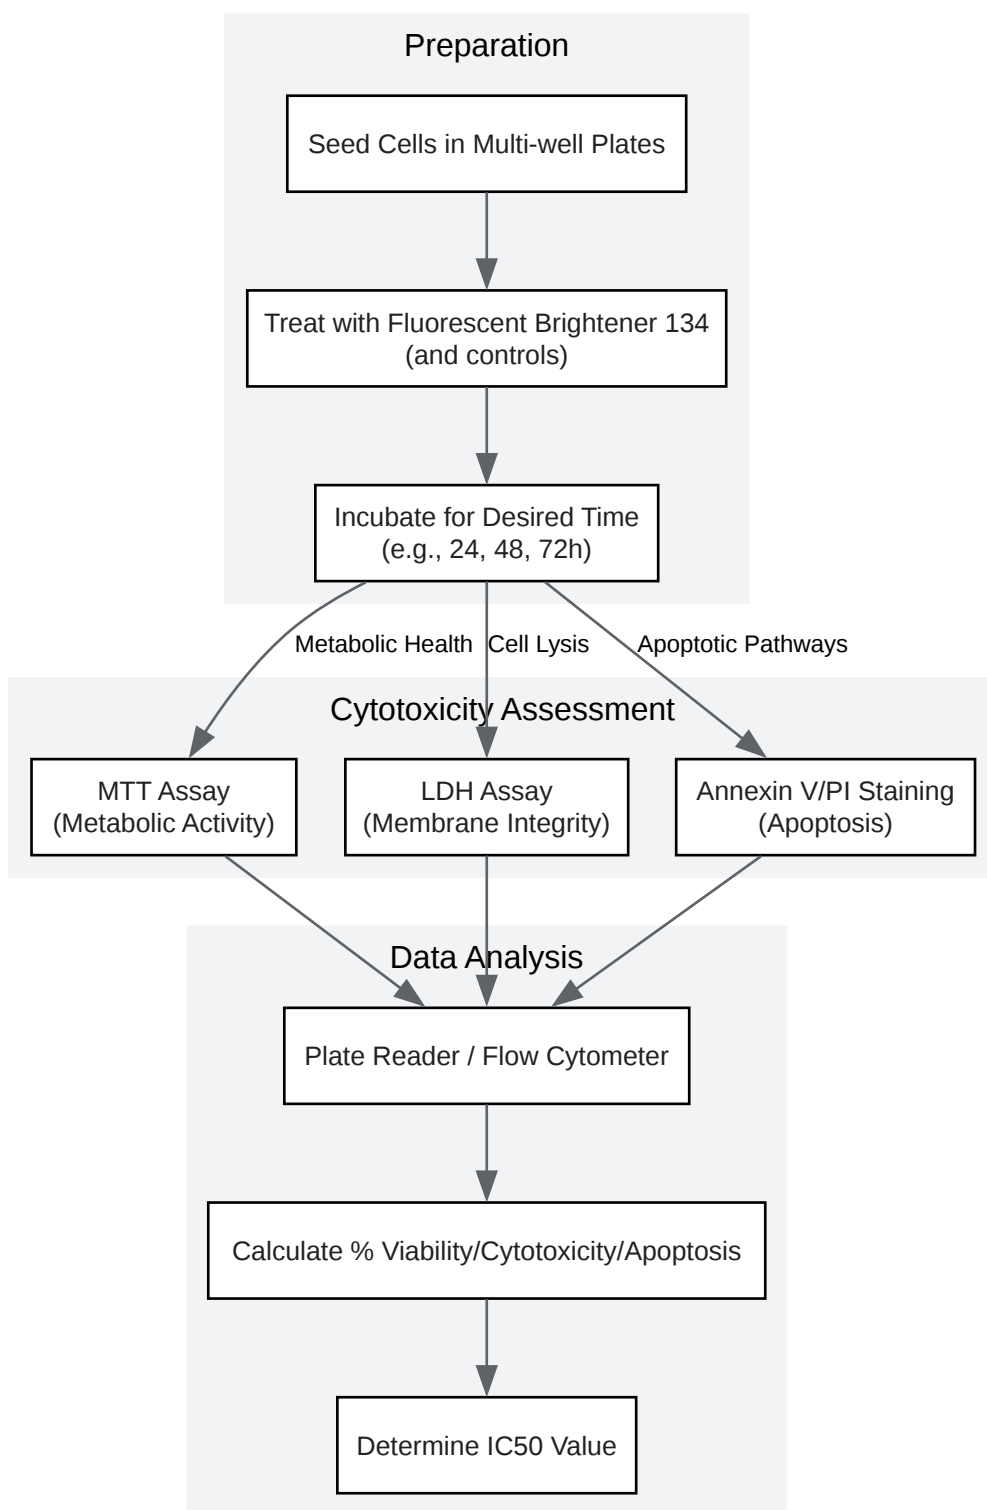 Preparation
Seed Cells in Multi-well Plates
Treat with Fluorescent Brightener 134
(and controls)
Incubate for Desired Time
(e.g., 24, 48, 72h)
Metabolic Health
Cell Lysis
Apoptotic Pathways
Cytotoxicity Assessment
MTT Assay
(Metabolic Activity)
LDH Assay
(Membrane Integrity)
Annexin V/PI Staining
(Apoptosis)
Data Analysis
Plate Reader / Flow Cytometer
Calculate % Viability/Cytotoxicity/Apoptosis
Determine IC50 Value